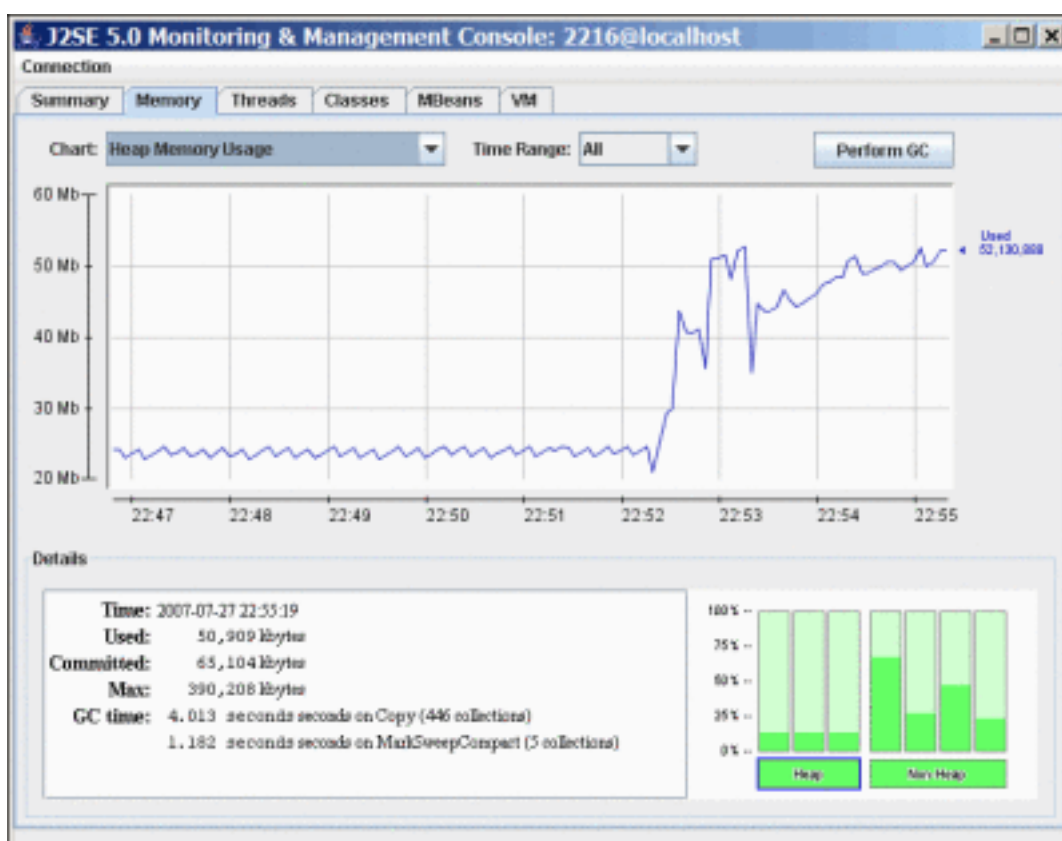 J2SE 5.0 Monitoring & Management Console: 2216@localhost
Connection
Summary Memory Threads Classes MBeans VM
Chart: Heap Memory Usage Time Range: All Perform GC
60 Mb
50 Mb
40 Mb
30 Mb
20 Mb
Used
52,130,888
22:47 22:48 22:49 22:50 22:51 22:52 22:53 22:54 22:55
Details
Time: 2007-07-27 22:55:19
Used: 50,909 kbytes
Committed: 65,104 kbytes
Max: 390,208 kbytes
GC time: 4.013 seconds seconds on Copy (446 collections)
1.182 seconds seconds on MarkSweepCompact (5 collections)
100%
75%
50%
25%
0%
Heap Non-Heap